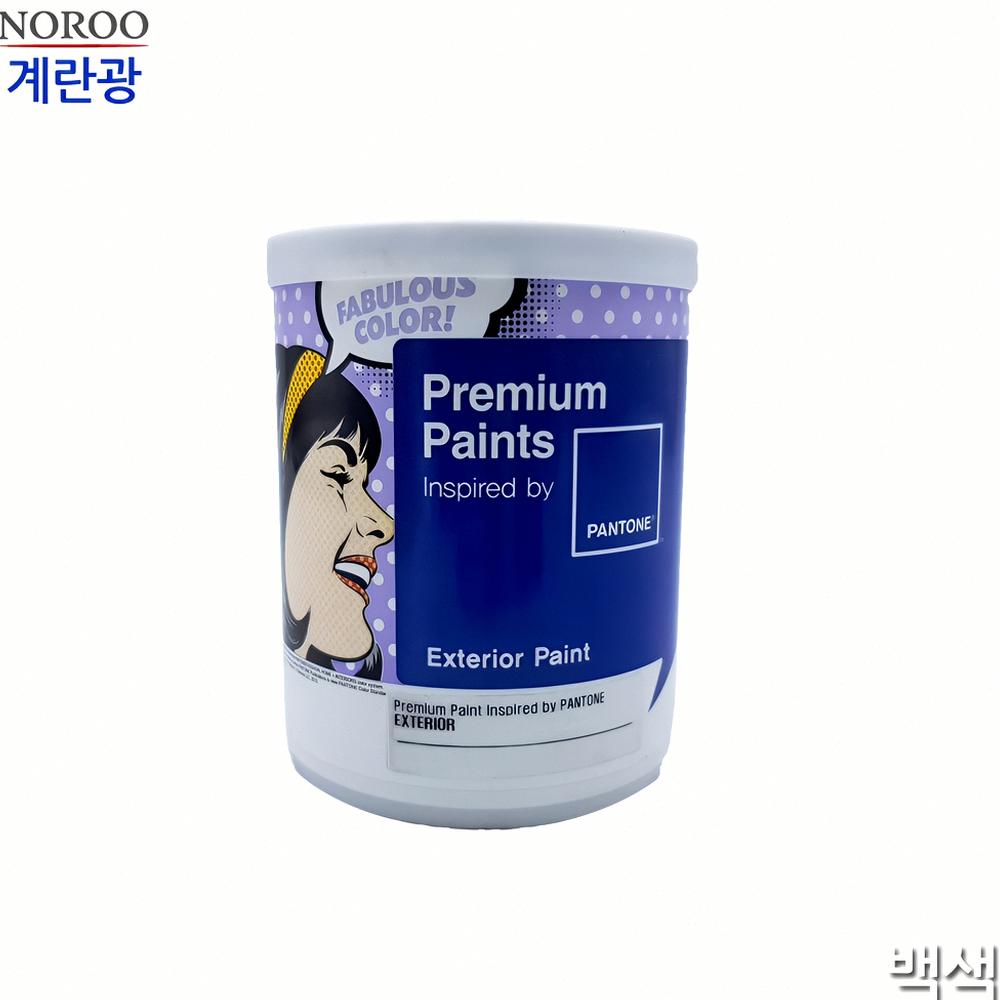 NOROO
계란광
FABULOUS
COLOR!
Premium
Paints
Inspired by
PANTONE
Exterior Paint
Premium Paint Inspired by PANTONE
EXTERIOR
백색